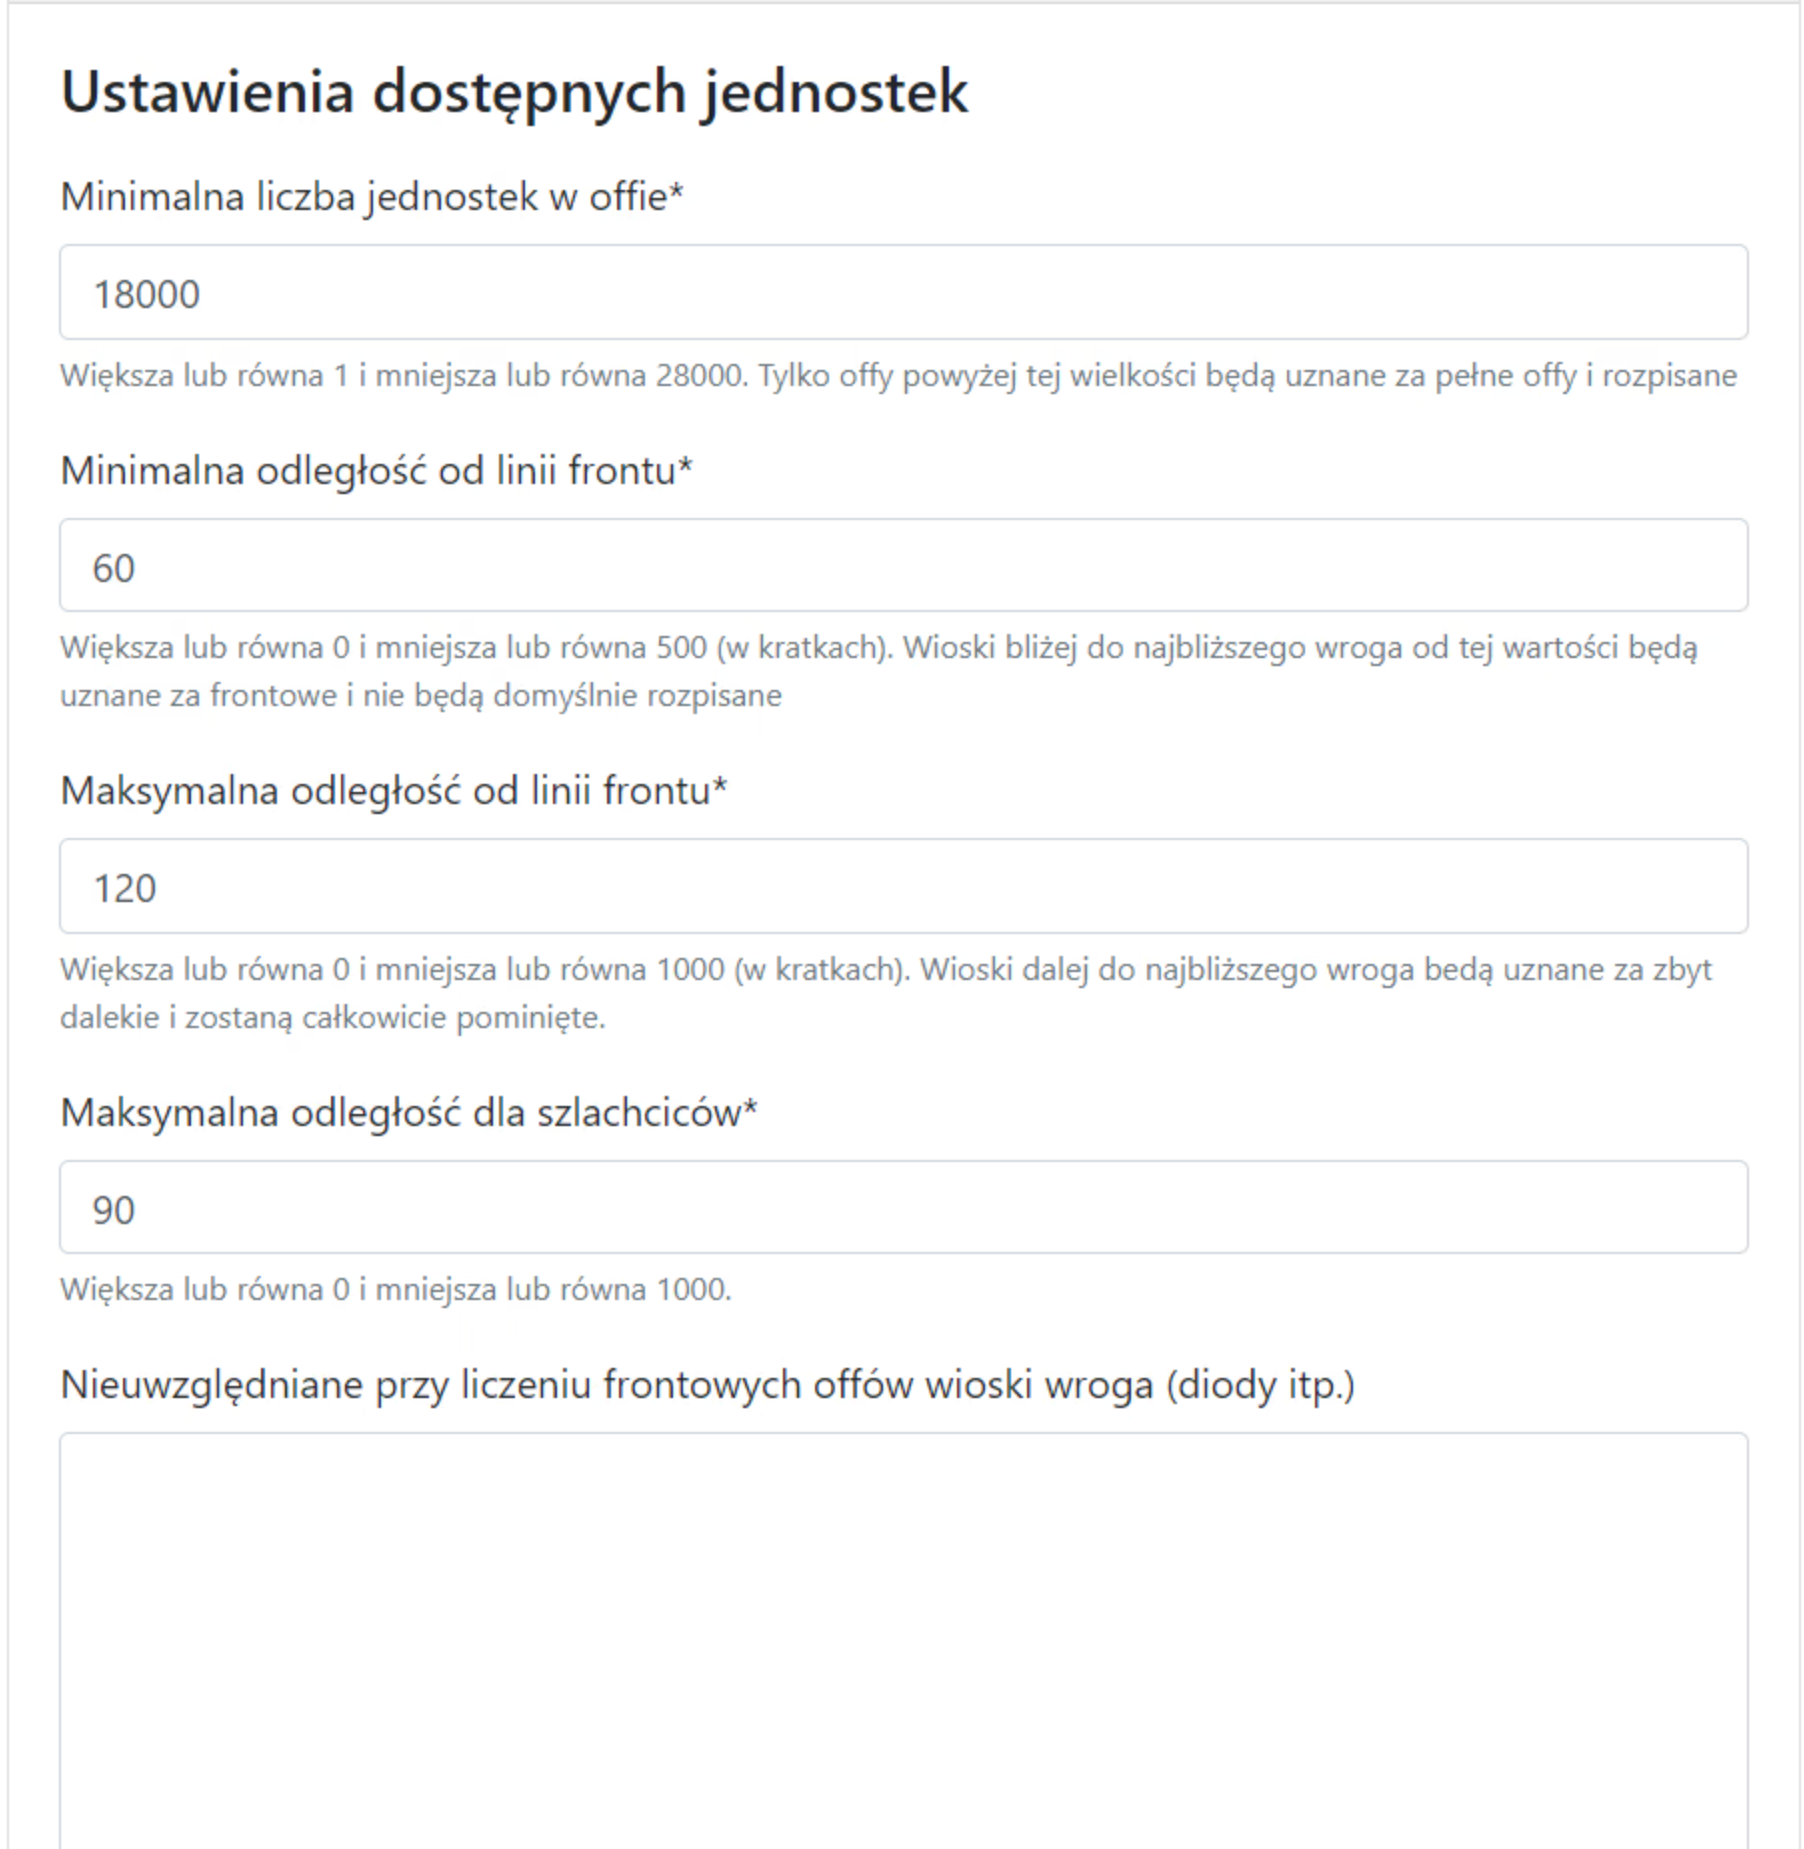 Ustawienia dostępnych jednostek
Minimalna liczba jednostek w offie*
18000
Większa lub równa 1 i mniejsza lub równa 28000. Tylko offy powyżej tej wielkości będą uznane za pełne offy i rozpisane
Minimalna odległość od linii frontu*
60
Większa lub równa 0 i mniejsza lub równa 500 (w kratkach). Wioski bliżej do najbliższego wroga od tej wartości będą
uznane za frontowe i nie będą domyślnie rozpisane
Maksymalna odległość od linii frontu*
120
Większa lub równa 0 i mniejsza lub równa 1000 (w kratkach). Wioski dalej do najbliższego wroga bedą uznane za zbyt
dalekie i zostaną całkowicie pominięte.
Maksymalna odległość dla szlachciców*
90
Większa lub równa 0 i mniejsza lub równa 1000.
Nieuwzględniane przy liczeniu frontowych offów wioski wroga (diody itp.)